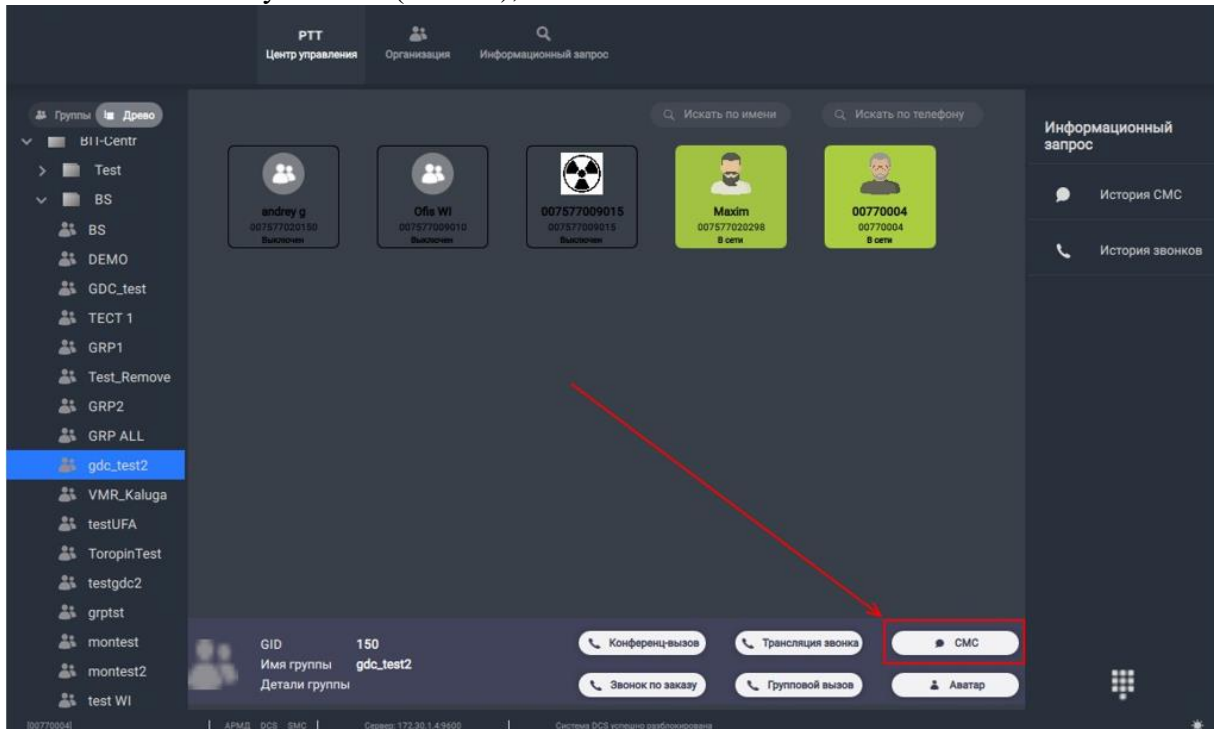 PTT
Центр управления
Организация
Информационный запрос
Группы
Древо
Искать по имени
Искать по телефону
BTT-Centr
Test
BS
BS
DEMO
GDC_test
ТЕСТ 1
GRP1
Test_Remove
GRP2
GRP ALL
gdc_test2
VMR_Kaluga
testUFA
ToropinTest
testgdc2
grptst
montest
montest2
test WI
andrey g
007577020150
Выключен
Ofis WI
007577009010
Выключен
007577009015
007577009015
Выключен
Maxim
007577020298
В сети
00770004
00770004
В сети
Информационный
запрос
История СМС
История звонков
GID 150
Имя группы gdc_test2
Детали группы
Конференц-вызов
Трансляция звонка
СМС
Звонок по заказу
Групповой вызов
Аватар
[00770004]
АРМД DCS SMC
Сервер: 172.30.1.4:9600
Система DCS успешно разблокирована